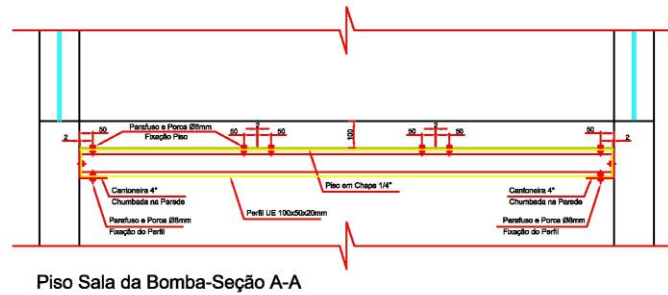 2
2
50
Parafuso e Porca Ø8mm
Fixação Piso
50
50
100
50
50
50
2
2
Piso em Chapa 1/4"
Cantoneira 4"
Chumbada na Parede
Cantoneira 4"
Chumbada na Parede
Perfil UE 100x50x20mm
Parafuso e Porca Ø8mm
Fixação do Perfil
Parafuso e Porca Ø8mm
Fixação do Perfil
Piso Sala da Bomba-Seção A-A